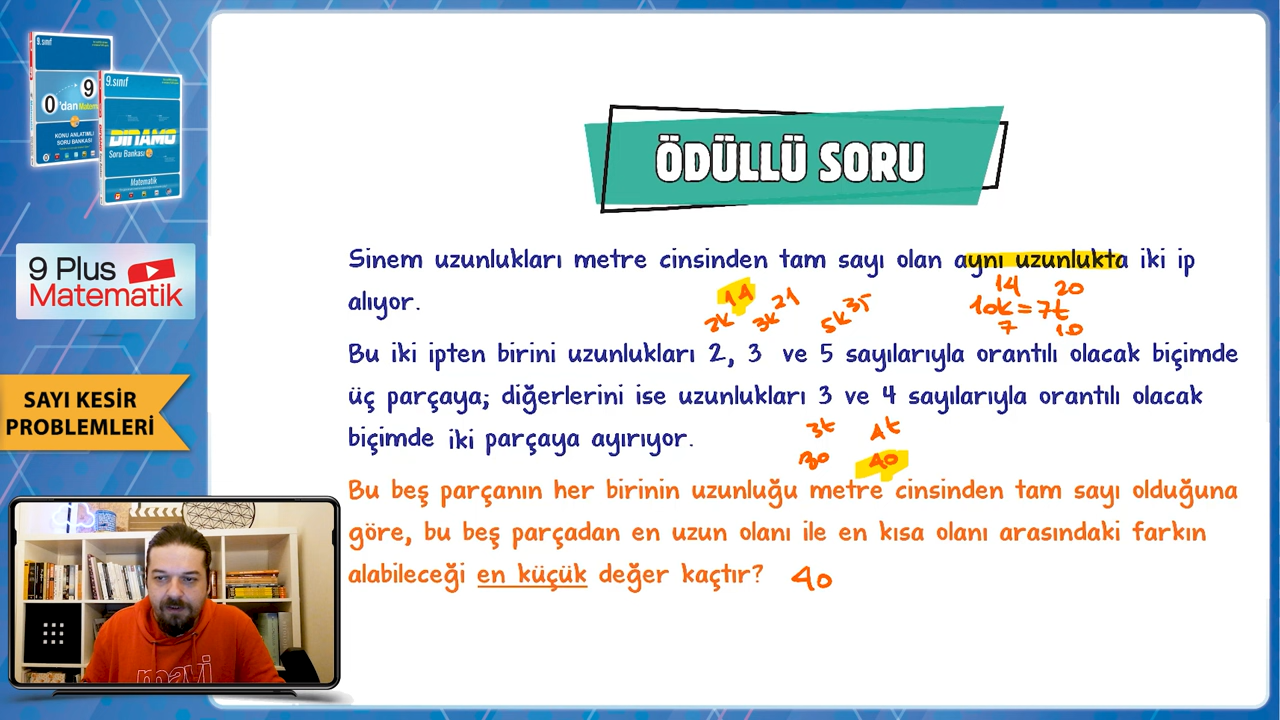 9.sınıf
0'dan 9
Matematik
KONU ANLATIMLI
SORU BANKASI
9.sınıf
DİNAMO
Soru Bankası
Matematik
9 Plus
Matematik
SAYI KESİR
PROBLEMLERİ
ÖDÜLLÜ SORU
Sinem uzunlukları metre cinsinden tam sayı olan aynı uzunlukta iki ip
14 20
alıyor.
14 21 35
2k 3k 5k
10k = 7t
7 10
Bu iki ipten birini uzunlukları 2, 3 ve 5 sayılarıyla orantılı olacak biçimde
üç parçaya; diğerlerini ise uzunlukları 3 ve 4 sayılarıyla orantılı olacak
3t 4t
biçimde iki parçaya ayırıyor.
30 40
Bu beş parçanın her birinin uzunluğu metre cinsinden tam sayı olduğuna
göre, bu beş parçadan en uzun olanı ile en kısa olanı arasındaki farkın
alabileceği en küçük değer kaçtır? 40
mavi